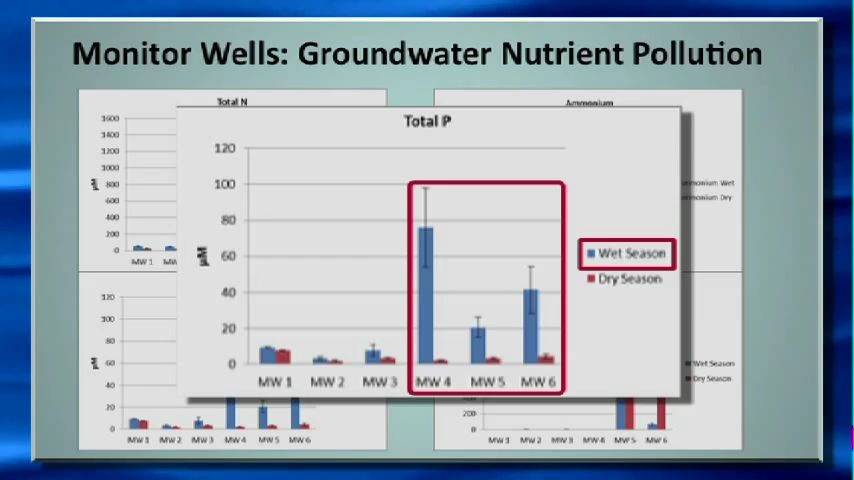 Monitor Wells: Groundwater Nutrient Pollution
Total N
1600
1400
1200
1000
800
600
400
200
0
µM
MW 1
Ammonium
mmonium Wet
mmonium Dry
Total P
120
100
80
60
40
20
0
µM
MW 1 MW 2 MW 3 MW 4 MW 5 MW 6
Wet Season
Dry Season
120
100
80
60
40
20
0
µM
MW 1 MW 2 MW 3 MW 4 MW 5 MW 6
200
0
MW 1 MW 2 MW 3 MW 4 MW 5 MW 6
Wet Season
Dry Season